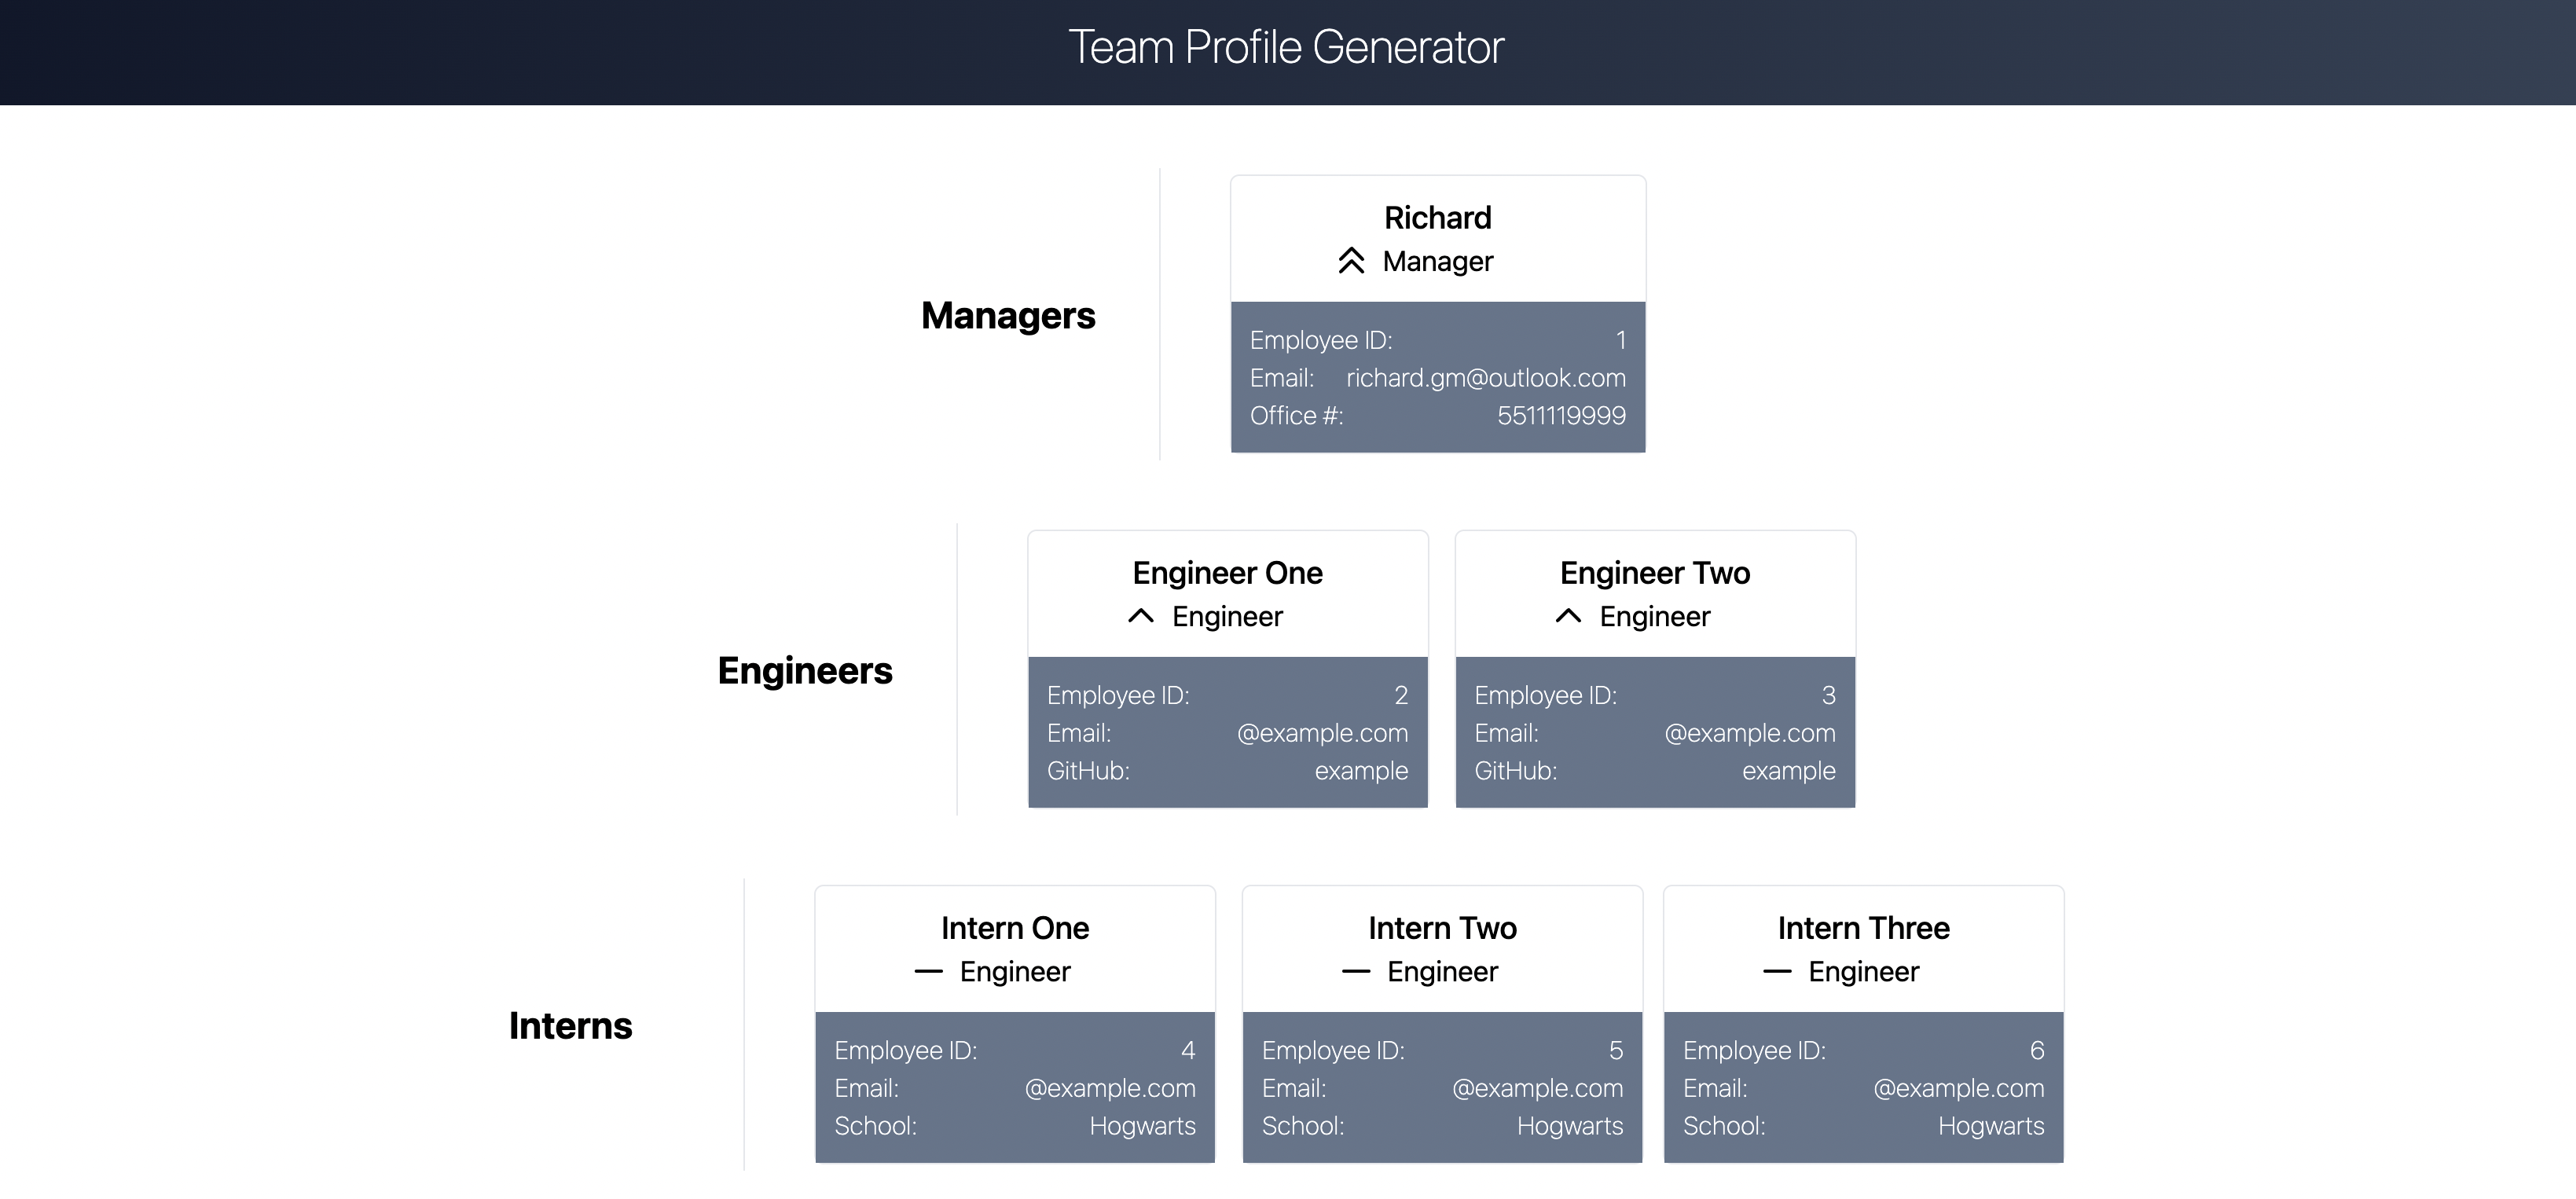 Team Profile Generator
Managers
Richard
Manager
Employee ID: 1
Email: richard.gm@outlook.com
Office #: 5511119999
Engineers
Engineer One
Engineer
Employee ID: 2
Email: @example.com
GitHub: example
Engineer Two
Engineer
Employee ID: 3
Email: @example.com
GitHub: example
Interns
Intern One
Engineer
Employee ID: 4
Email: @example.com
School: Hogwarts
Intern Two
Engineer
Employee ID: 5
Email: @example.com
School: Hogwarts
Intern Three
Engineer
Employee ID: 6
Email: @example.com
School: Hogwarts